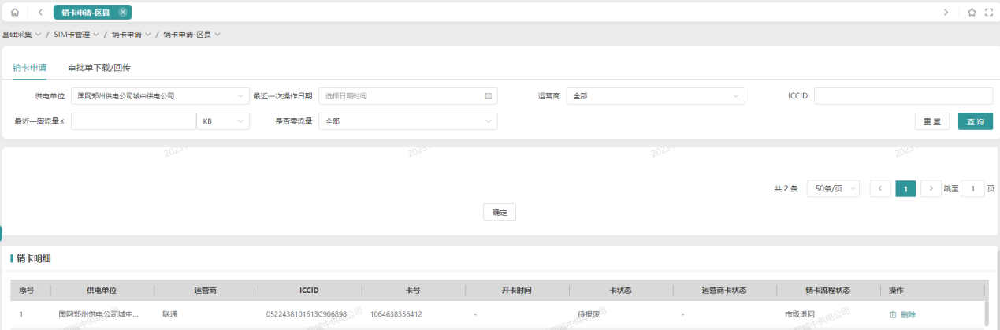 销卡申请-区县
基础采集 / SIM卡管理 / 销卡申请 / 销卡申请-区县
销卡申请 审批单下载/回传
供电单位 国网郑州供电公司城中供电公司 最近一次操作日期 选择日期时间 运营商 全部 ICCID
最近一周流量≤ KB 是否零流量 全部 重置 查询
共 2 条 50条/页 1 跳至 1 页
确定
销卡明细
序号 供电单位 运营商 ICCID 卡号 开卡时间 卡状态 运营商卡状态 销卡流程状态 操作
1 国网郑州供电公司城中... 联通 0522438101613C906898 1064638356412 - 待报废 - 市级退回 删除